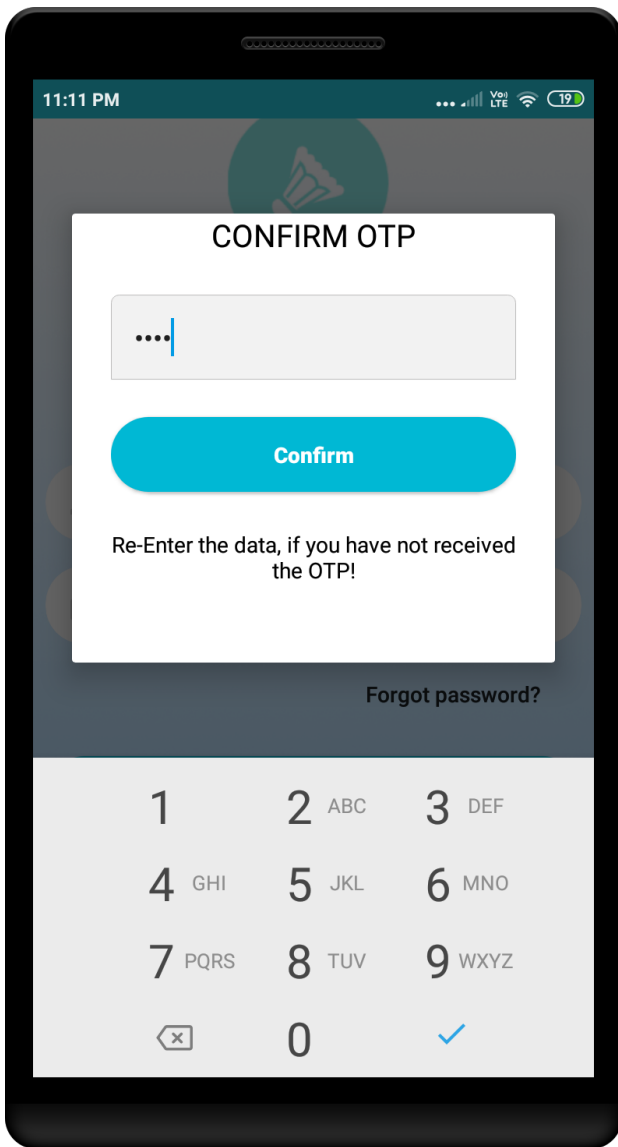 11:11 PM
Vo) LTE 19
CONFIRM OTP
••••
Confirm
Re-Enter the data, if you have not received
the OTP!
Forgot password?
1 2 ABC 3 DEF
4 GHI 5 JKL 6 MNO
7 PQRS 8 TUV 9 WXYZ
0